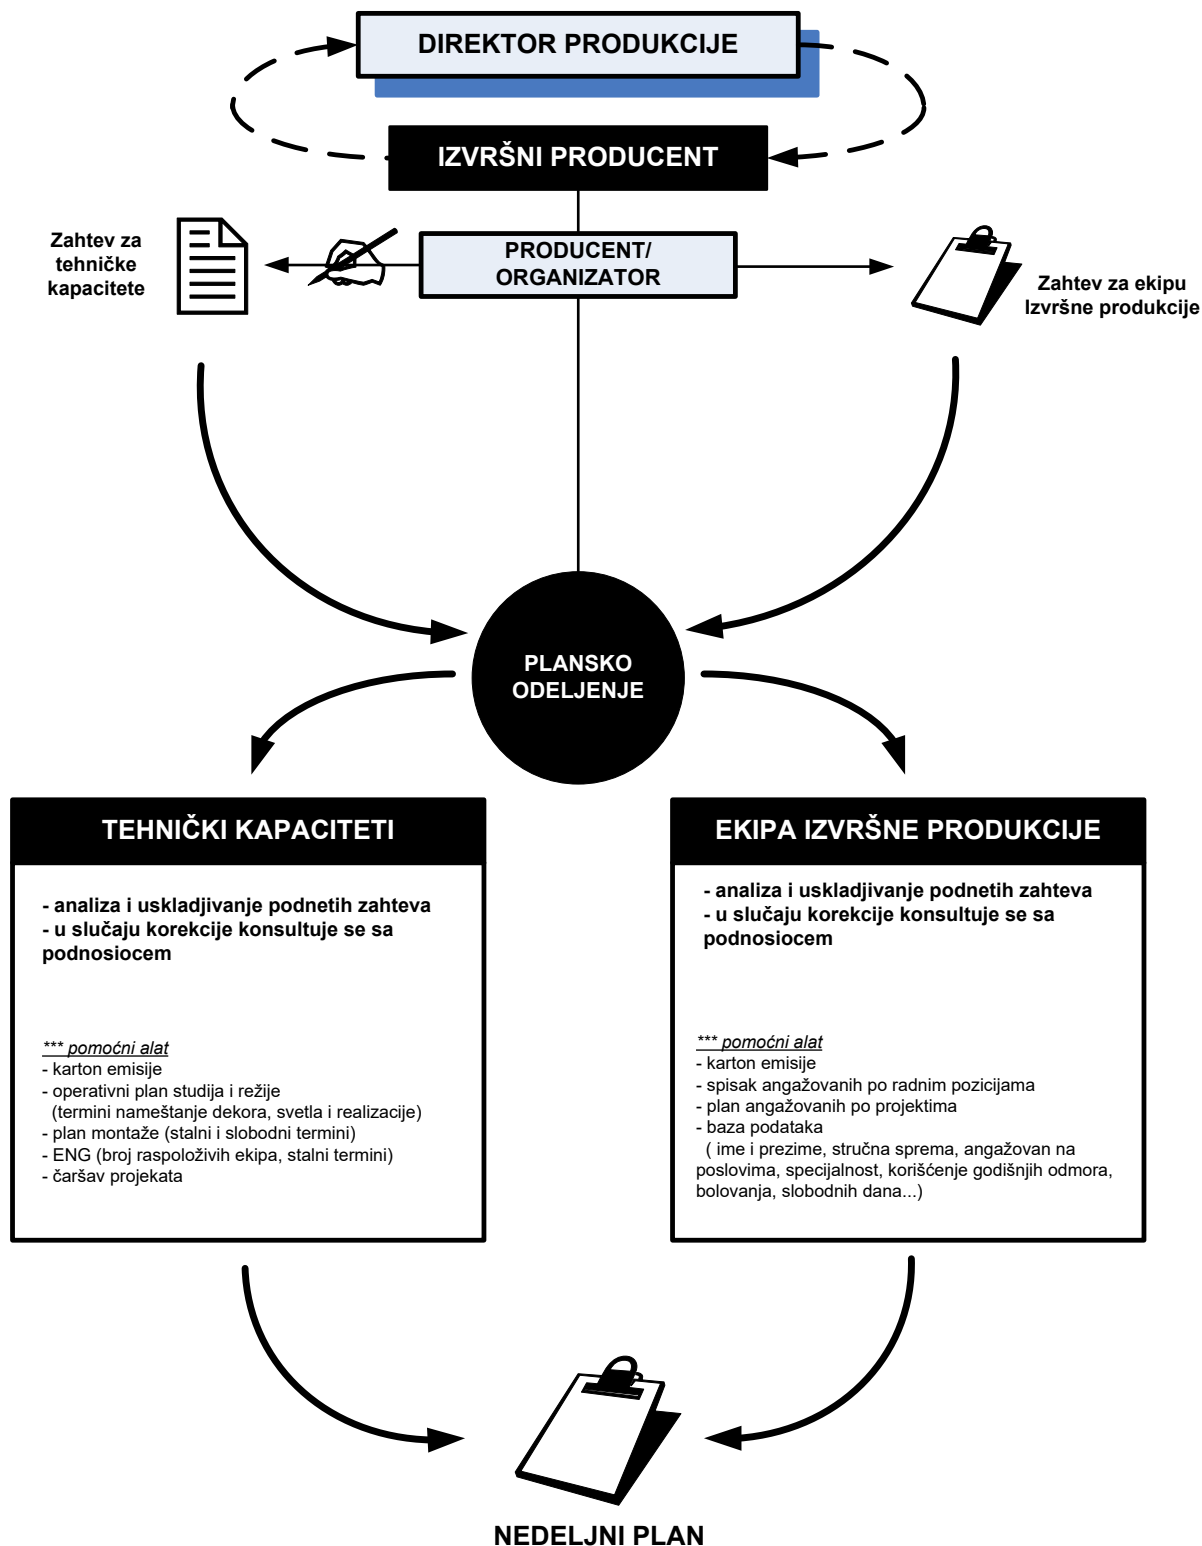 DIREKTOR PRODUKCIJE
IZVRŠNI PRODUCENT
Zahtev za
tehničke
kapacitete
PRODUCENT/
ORGANIZATOR
Zahtev za ekipu
Izvršne produkcije
PLANSKO
ODELJENJE
TEHNIČKI KAPACITETI
- analiza i uskladjivanje podnetih zahteva
- u slučaju korekcije konsultuje se sa
podnosiocem
*** pomoćni alat
- karton emisije
- operativni plan studija i režije
(termini nameštanje dekora, svetla i realizacije)
- plan montaže (stalni i slobodni termini)
- ENG (broj raspoloživih ekipa, stalni termini)
- čaršav projekata
EKIPA IZVRŠNE PRODUKCIJE
- analiza i uskladjivanje podnetih zahteva
- u slučaju korekcije konsultuje se sa
podnosiocem
*** pomoćni alat
- karton emisije
- spisak angažovanih po radnim pozicijama
- plan angažovanih po projektima
- baza podataka
( ime i prezime, stručna sprema, angažovan na
poslovima, specijalnost, korišćenje godišnjih odmora,
bolovanja, slobodnih dana...)
NEDELJNI PLAN